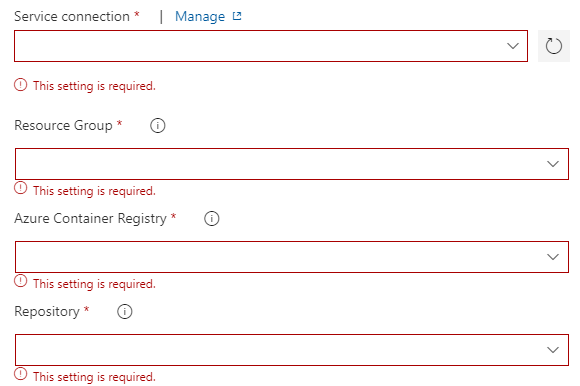 Service connection * | Manage
This setting is required.
Resource Group *
This setting is required.
Azure Container Registry *
This setting is required.
Repository *
This setting is required.